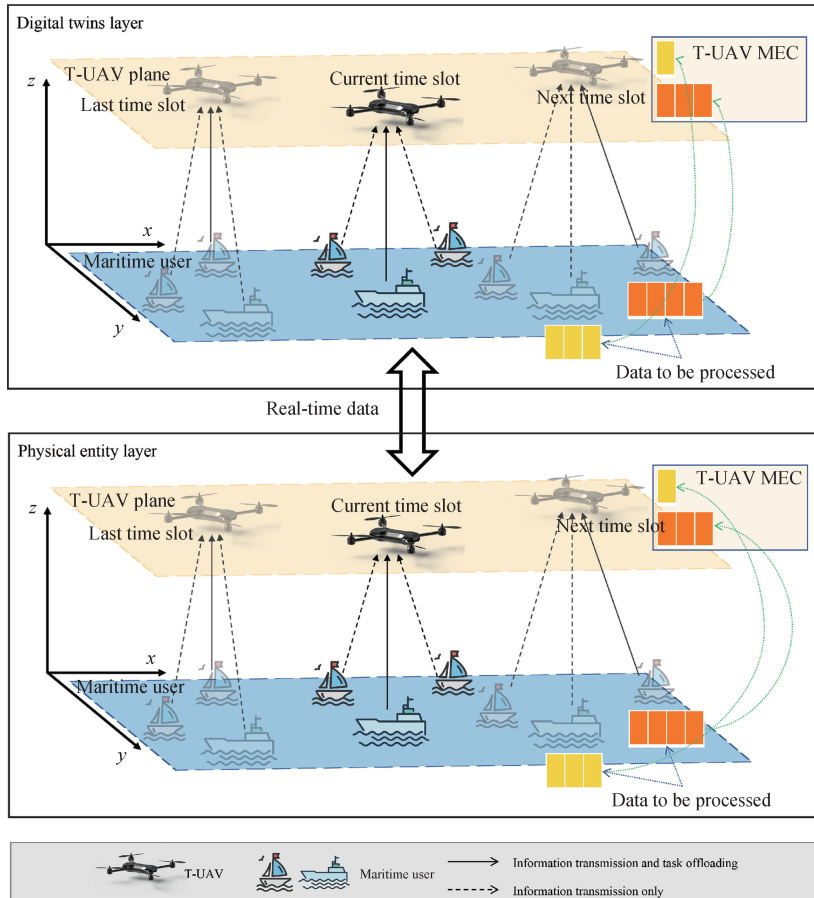 Digital twins layer
T-UAV plane
T-UAV MEC
Current time slot
z
Last time slot
Next time slot
x
Maritime user
y
Data to be processed
Real-time data
Physical entity layer
T-UAV plane
T-UAV MEC
Current time slot
z
Last time slot
Next time slot
x
Maritime user
y
Data to be processed
T-UAV
Maritime user
Information transmission and task offloading
Information transmission only